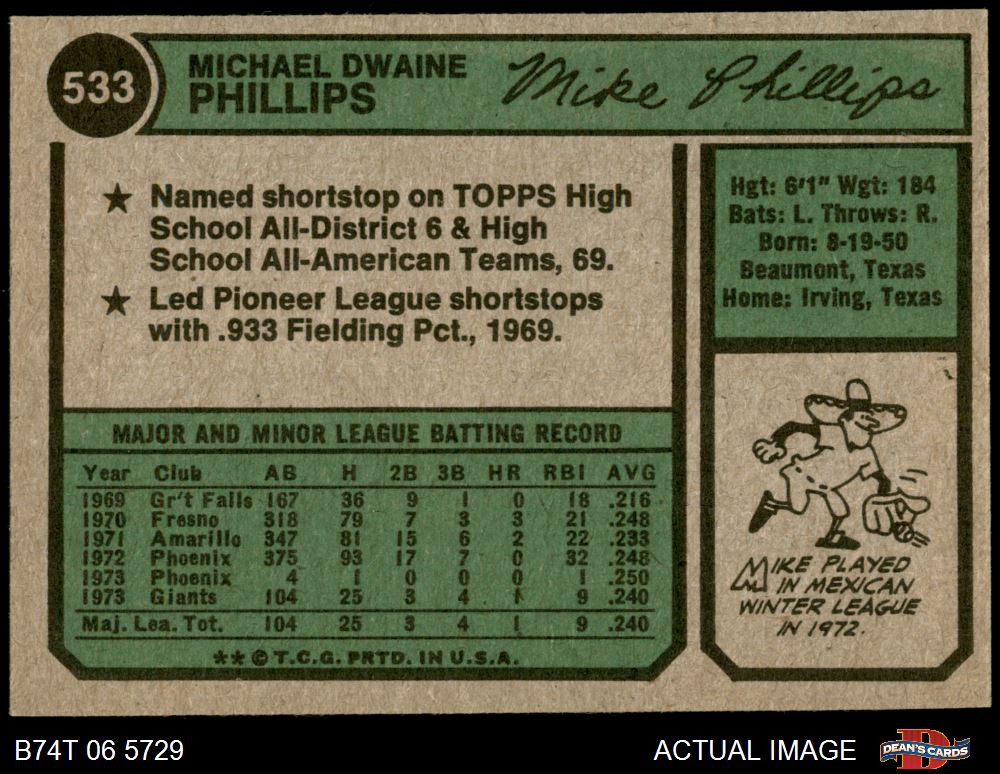 533
MICHAEL DWAINE
PHILLIPS
Mike Phillips
★ Named shortstop on TOPPS High
School All-District 6 & High
School All-American Teams, 69.
★ Led Pioneer League shortstops
with .933 Fielding Pct., 1969.
Hgt: 6'1" Wgt: 184
Bats: L. Throws: R.
Born: 8-19-50
Beaumont, Texas
Home: Irving, Texas
MAJOR AND MINOR LEAGUE BATTING RECORD
Year Club AB H 2B 3B HR RBI AVG
1969 Gr't Falls 167 36 9 1 0 18 .216
1970 Fresno 318 79 7 3 3 21 .248
1971 Amarillo 347 81 15 6 2 22 .233
1972 Phoenix 375 93 17 7 0 32 .248
1973 Phoenix 4 1 0 0 0 1 .250
1973 Giants 104 25 3 4 1 9 .240
Maj. Lea. Tot. 104 25 3 4 1 9 .240
** © T.C.G. PRTD. IN U.S.A.
MIKE PLAYED
IN MEXICAN
WINTER LEAGUE
IN 1972.
B74T 06 5729
ACTUAL IMAGE
DEAN'S CARDS